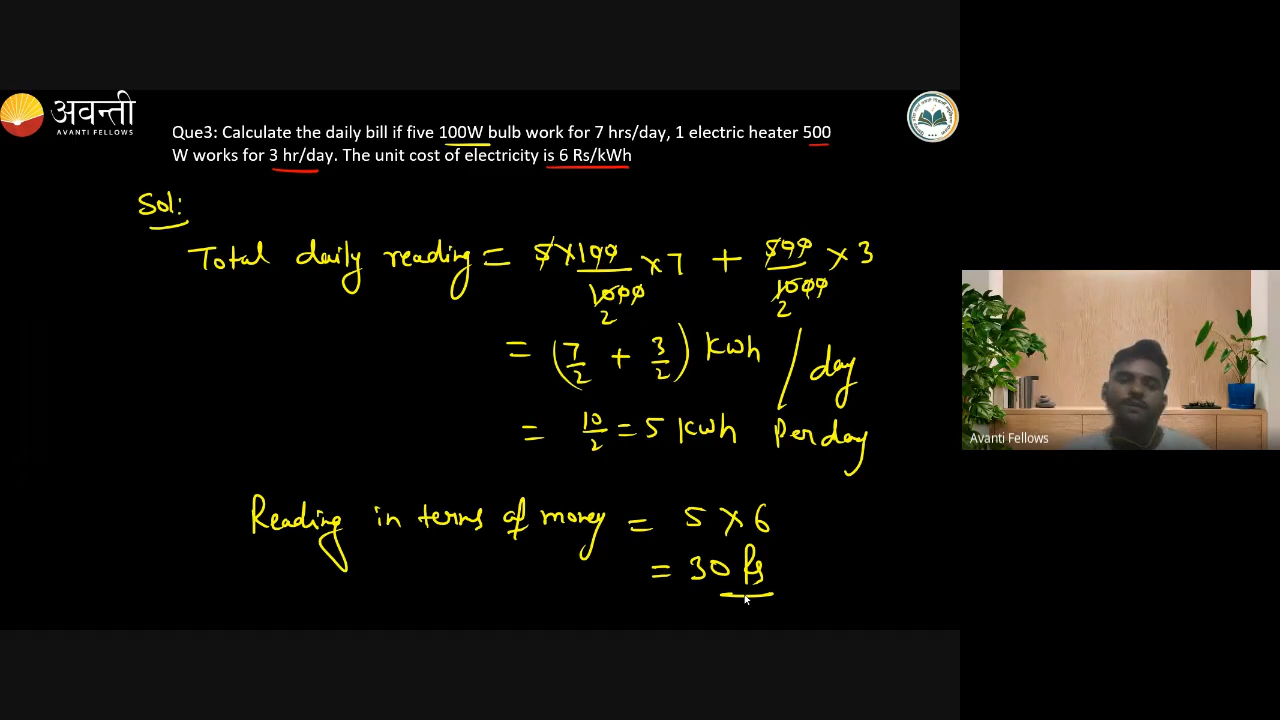 अवन्ती
AVANTI FELLOWS
Que3: Calculate the daily bill if five 100W bulb work for 7 hrs/day, 1 electric heater 500
W works for 3 hr/day. The unit cost of electricity is 6 Rs/kWh
Sol:
Total daily reading = 5 × 100/1000 × 7 + 500/1000 × 3
2 2
= (7/2 + 3/2) kwh / day
= 10/2 = 5 kwh Per day
Reading in terms of money = 5 × 6
= 30 Rs
Avanti Fellows